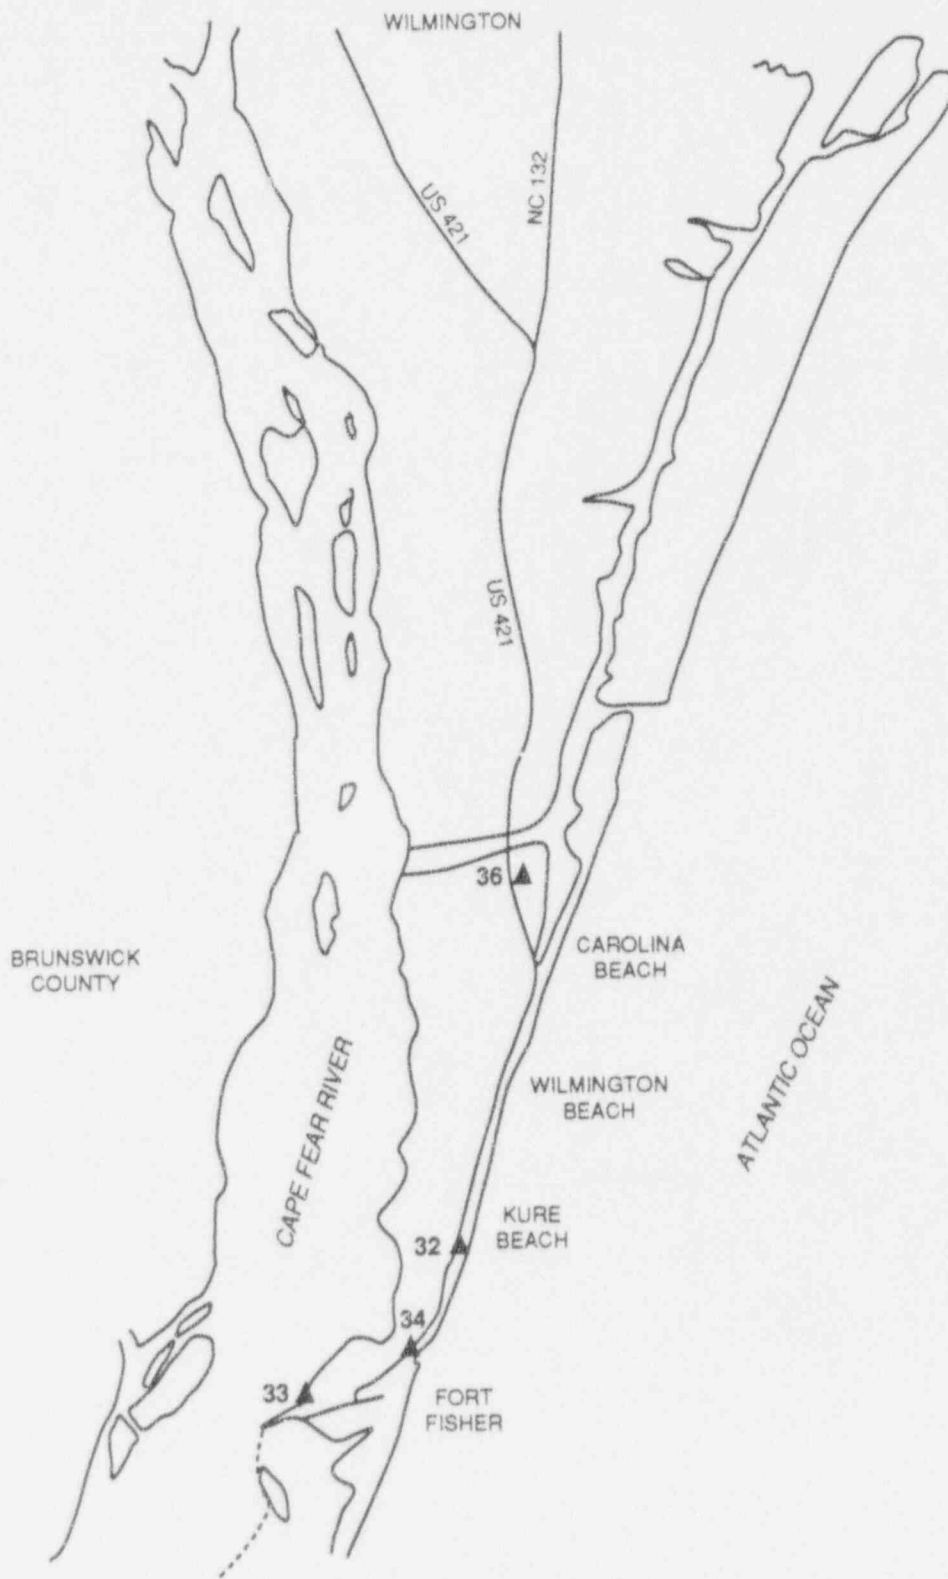 WILMINGTON
US 421
NC 132
US 421
36
CAROLINA
BEACH
BRUNSWICK
COUNTY
ATLANTIC OCEAN
CAPE FEAR RIVER
WILMINGTON
BEACH
KURE
BEACH
32
34
33
FORT
FISHER